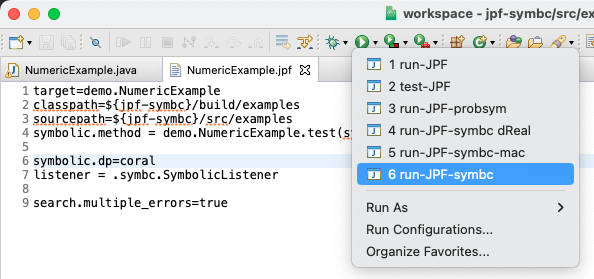 workspace - jpf-symbc/src/ex
NumericExample.java
NumericExample.jpf
1 target=demo.NumericExample
2 classpath=${jpf-symbc}/build/examples
3 sourcepath=${jpf-symbc}/src/examples
4 symbolic.method = demo.NumericExample.test(sy
5
6 symbolic.dp=coral
7 listener = .symbc.SymbolicListener
8
9 search.multiple_errors=true
1 run-JPF
2 test-JPF
3 run-JPF-probsym
4 run-JPF-symbc dReal
5 run-JPF-symbc-mac
6 run-JPF-symbc
Run As
Run Configurations...
Organize Favorites...